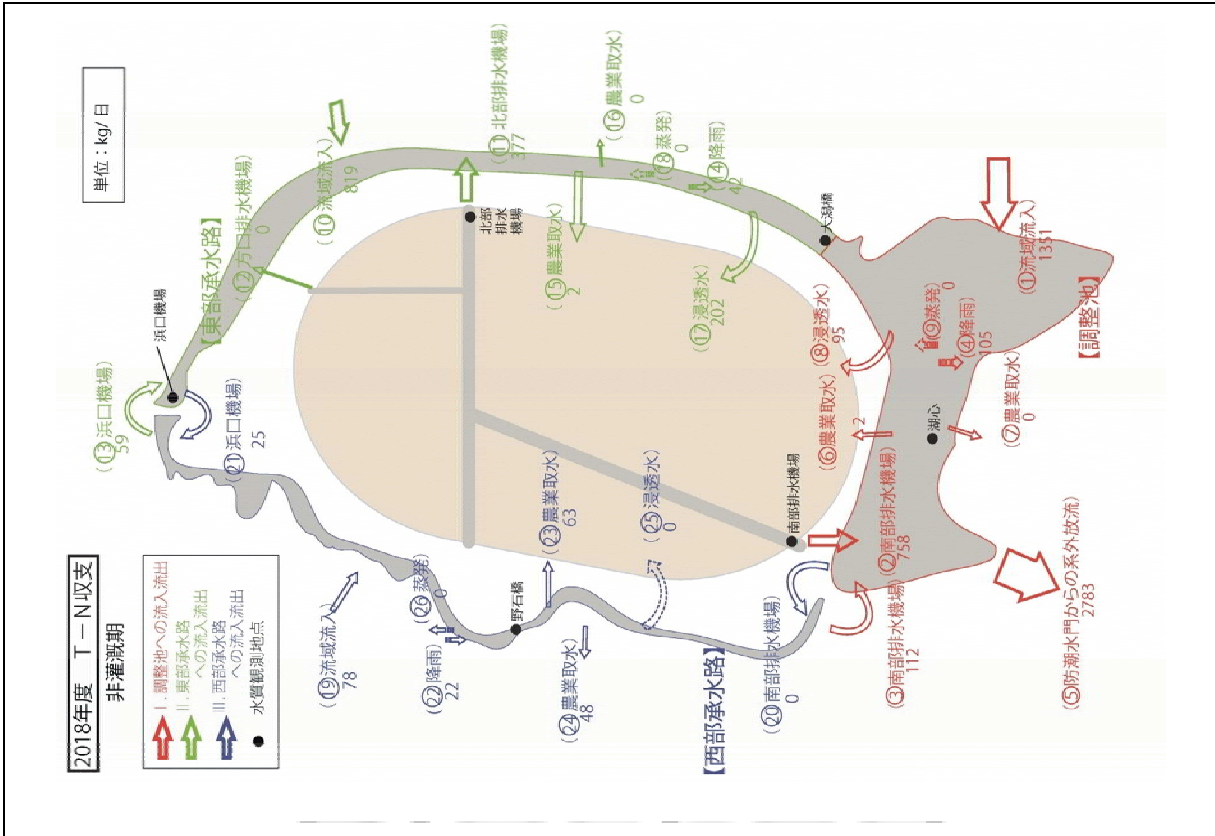 2018年度 T-N収支
非灌漑期
単位：kg/日
Ⅰ. 調整池への流入流出
Ⅱ. 東部承水路
への流入流出
Ⅲ. 西部承水路
への流入流出
水質観測地点
(⑬浜口機場)
59
浜口機場
(㉑浜口機場)
25
【東部承水路】
(⑫方口排水機場)
0
(⑩流域流入)
819
(⑪北部排水機場)
377
北部
排水
機場
(⑯農業取水)
0
(⑮農業取水)
2
(⑱蒸発)
0
(⑭降雨)
42
(⑰浸透水)
202
大潟橋
(⑲流域流入)
78
(㉖蒸発)
0
(㉒降雨)
22
野石橋
(㉓農業取水)
63
(㉔農業取水)
48
(㉕浸透水)
0
【西部承水路】
(⑳南部排水機場)
0
南部排水機場
(③南部排水機場)
112
(②南部排水機場)
758
(⑥農業取水)
2
(⑧浸透水)
95
(⑨蒸発)
0
(④降雨)
105
湖心
(⑦農業取水)
0
(①流域流入)
1351
【調整池】
(⑤防潮水門からの系外放流)
2783